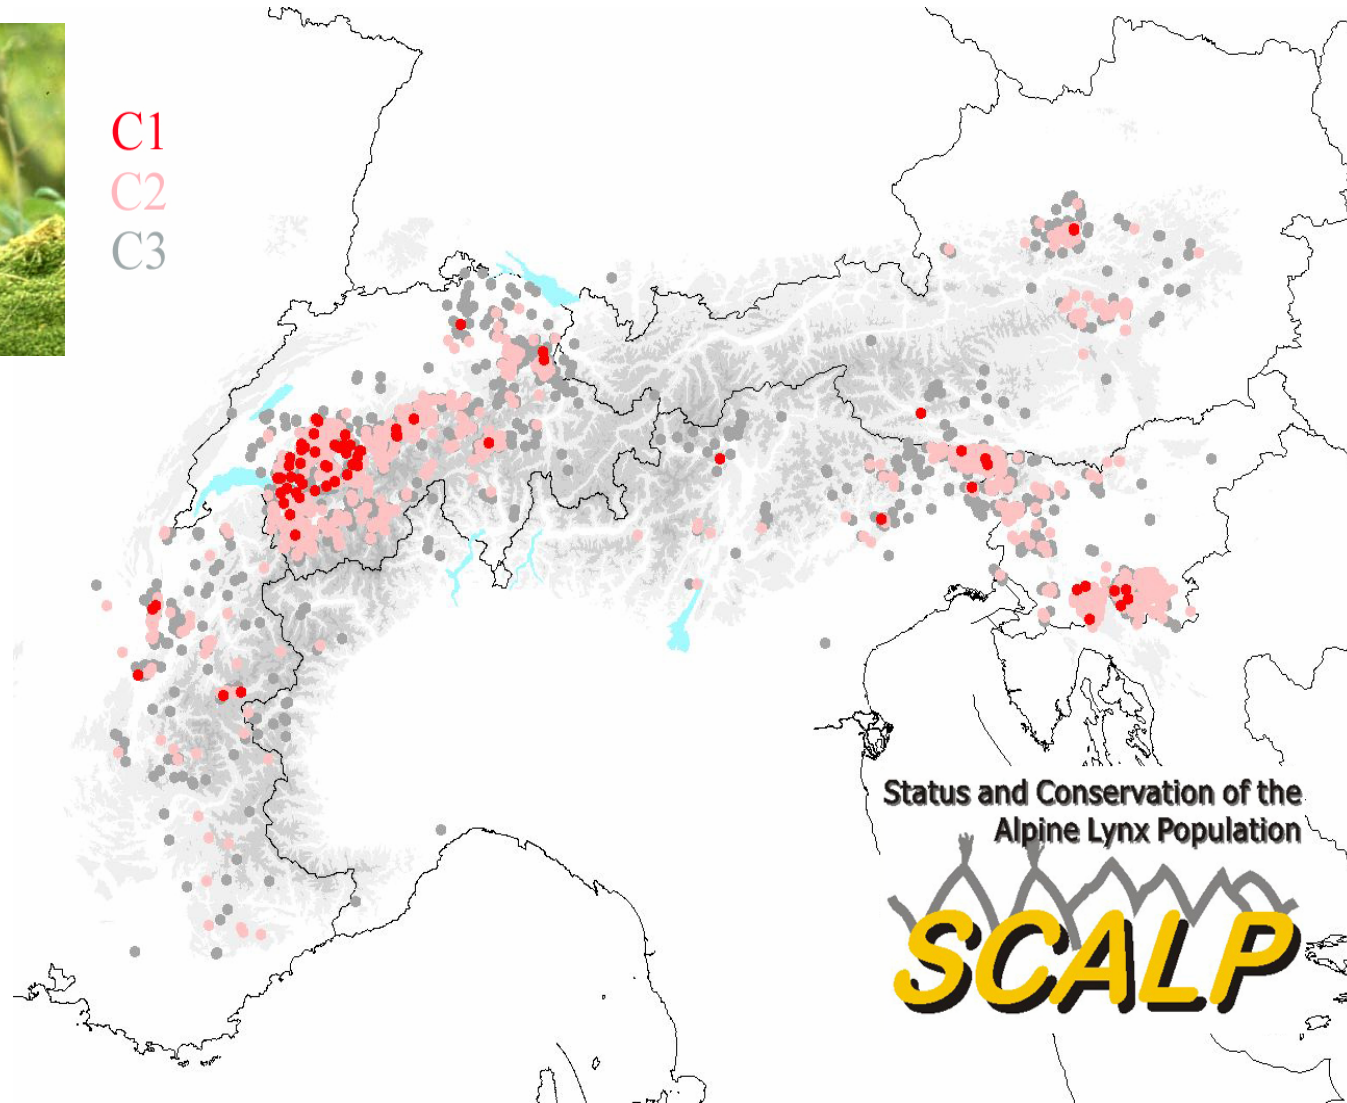 C1
C2
C3
Status and Conservation of the
Alpine Lynx Population
SCALP